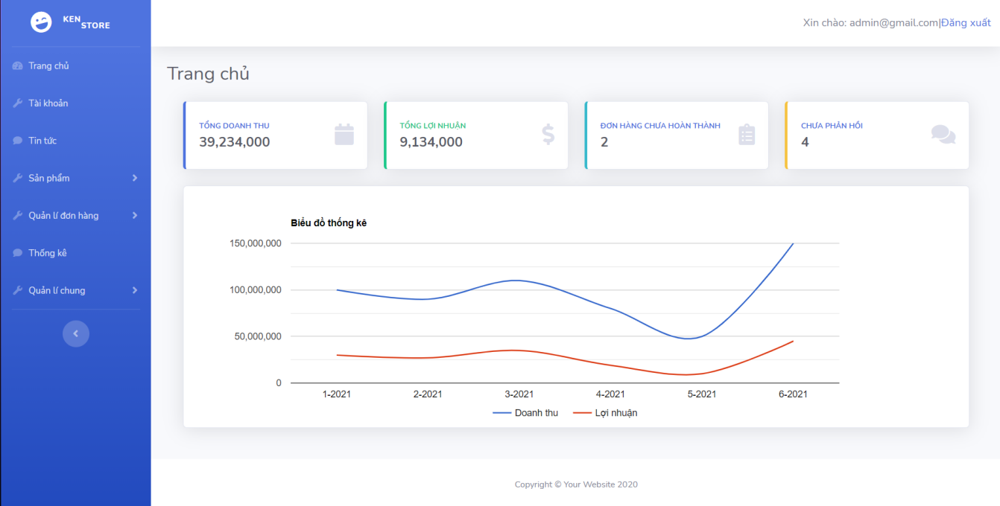 KEN STORE
Xin chào: admin@gmail.com|Đăng xuất
Trang chủ
Tài khoản
Tin tức
Sản phẩm
Quản lí đơn hàng
Thống kê
Quản lí chung
Trang chủ
TỔNG DOANH THU
39,234,000
TỔNG LỢI NHUẬN
9,134,000
ĐƠN HÀNG CHƯA HOÀN THÀNH
2
CHƯA PHẢN HỒI
4
Biểu đồ thống kê
150,000,000
100,000,000
50,000,000
0
1-2021 2-2021 3-2021 4-2021 5-2021 6-2021
Doanh thu Lợi nhuận
Copyright © Your Website 2020